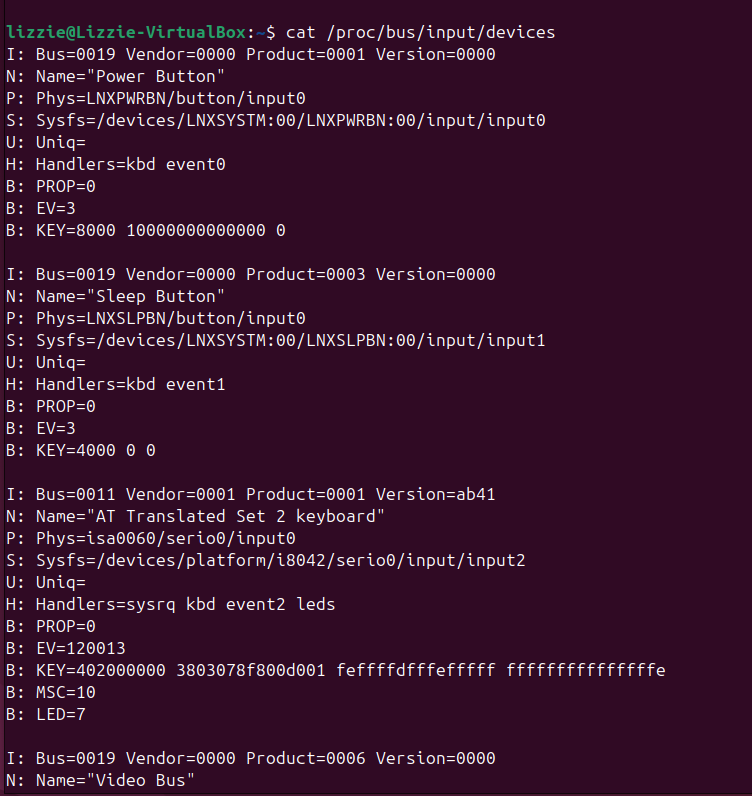 lizzie@Lizzie-VirtualBox:~$ cat /proc/bus/input/devices
I: Bus=0019 Vendor=0000 Product=0001 Version=0000
N: Name="Power Button"
P: Phys=LNXPWRBN/button/input0
S: Sysfs=/devices/LNXSYSTM:00/LNXPWRBN:00/input/input0
U: Uniq=
H: Handlers=kbd event0
B: PROP=0
B: EV=3
B: KEY=8000 10000000000000 0
I: Bus=0019 Vendor=0000 Product=0003 Version=0000
N: Name="Sleep Button"
P: Phys=LNXSLPBN/button/input0
S: Sysfs=/devices/LNXSYSTM:00/LNXSLPBN:00/input/input1
U: Uniq=
H: Handlers=kbd event1
B: PROP=0
B: EV=3
B: KEY=4000 0 0
I: Bus=0011 Vendor=0001 Product=0001 Version=ab41
N: Name="AT Translated Set 2 keyboard"
P: Phys=isa0060/serio0/input0
S: Sysfs=/devices/platform/i8042/serio0/input/input2
U: Uniq=
H: Handlers=sysrq kbd event2 leds
B: PROP=0
B: EV=120013
B: KEY=402000000 3803078f800d001 feffffdfffefffff fffffffffffffffe
B: MSC=10
B: LED=7
I: Bus=0019 Vendor=0000 Product=0006 Version=0000
N: Name="Video Bus"